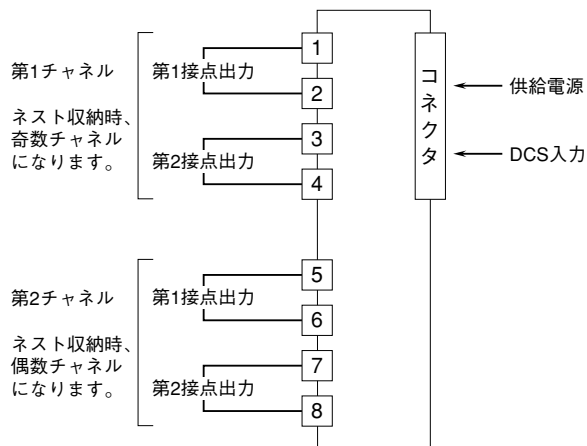 第1チャネル
ネスト収納時、
奇数チャネル
になります。
第1接点出力
第2接点出力
1
2
3
4
コネクタ
供給電源
DCS入力
第2チャネル
ネスト収納時、
偶数チャネル
になります。
第1接点出力
第2接点出力
5
6
7
8